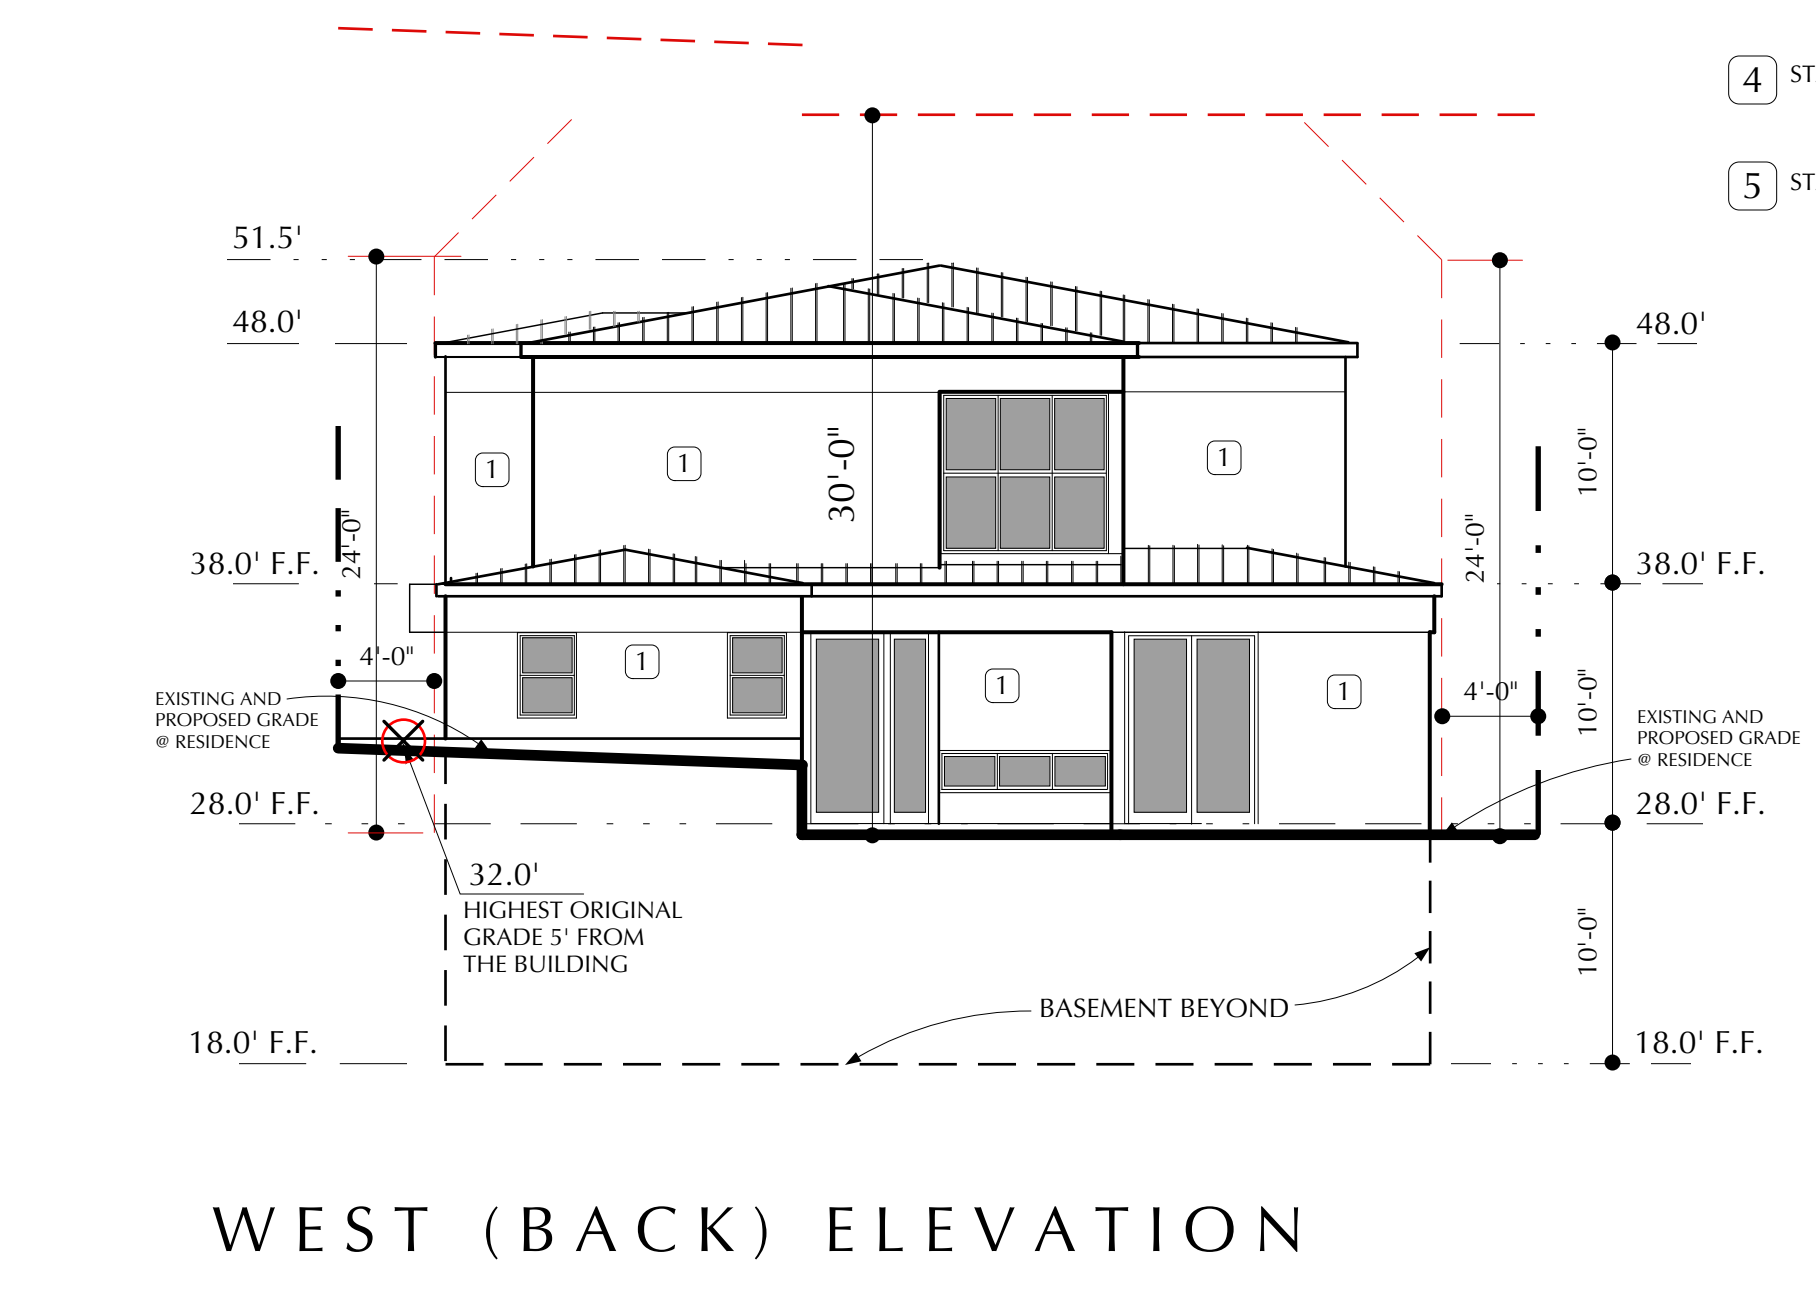 4 ST
5 ST
51.5'
48.0'
48.0'
30'-0"
10'-0"
1
1
1
24'-0"
24'-0"
38.0' F.F.
38.0' F.F.
4'-0"
1
1
1
4'-0"
10'-0"
EXISTING AND
PROPOSED GRADE
@ RESIDENCE
EXISTING AND
PROPOSED GRADE
@ RESIDENCE
28.0' F.F.
28.0' F.F.
32.0'
HIGHEST ORIGINAL
GRADE 5' FROM
THE BUILDING
10'-0"
BASEMENT BEYOND
18.0' F.F.
18.0' F.F.
WEST (BACK) ELEVATION